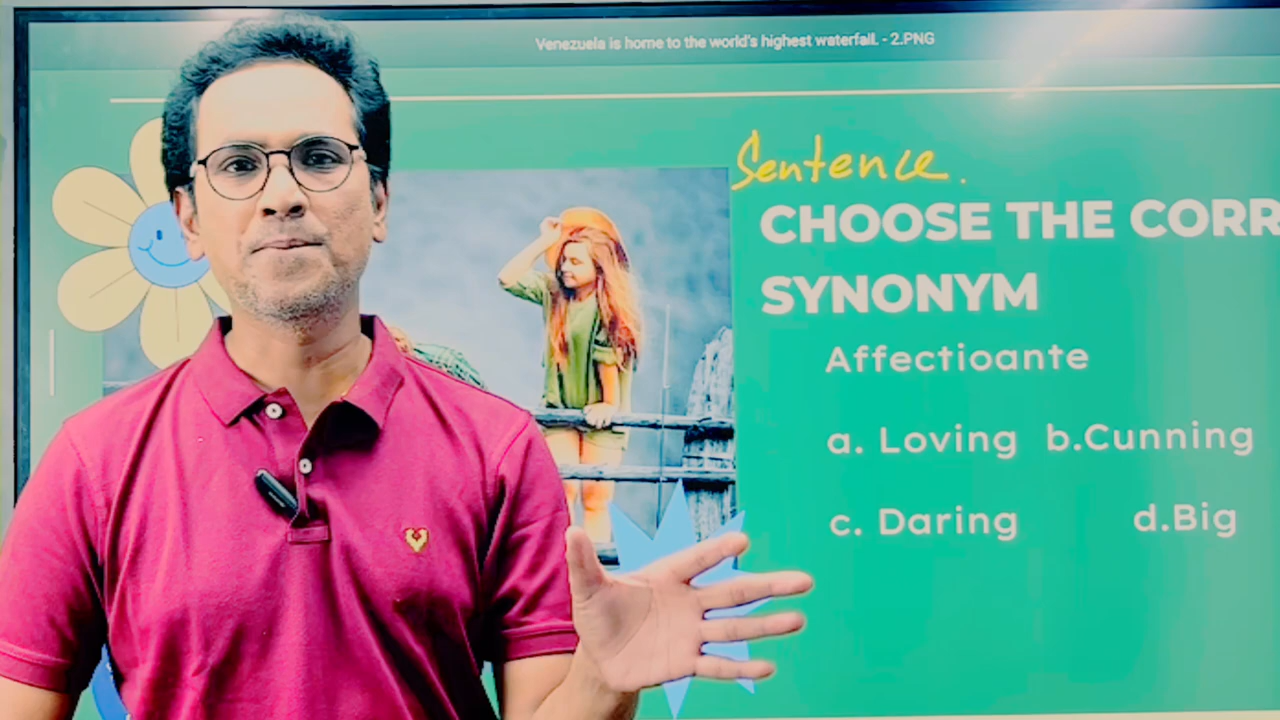 Venezuela is home to the world's highest waterfall. - 2.PNG
Sentence.
CHOOSE THE CORR
SYNONYM
Affectioante
a. Loving b.Cunning
c. Daring d.Big